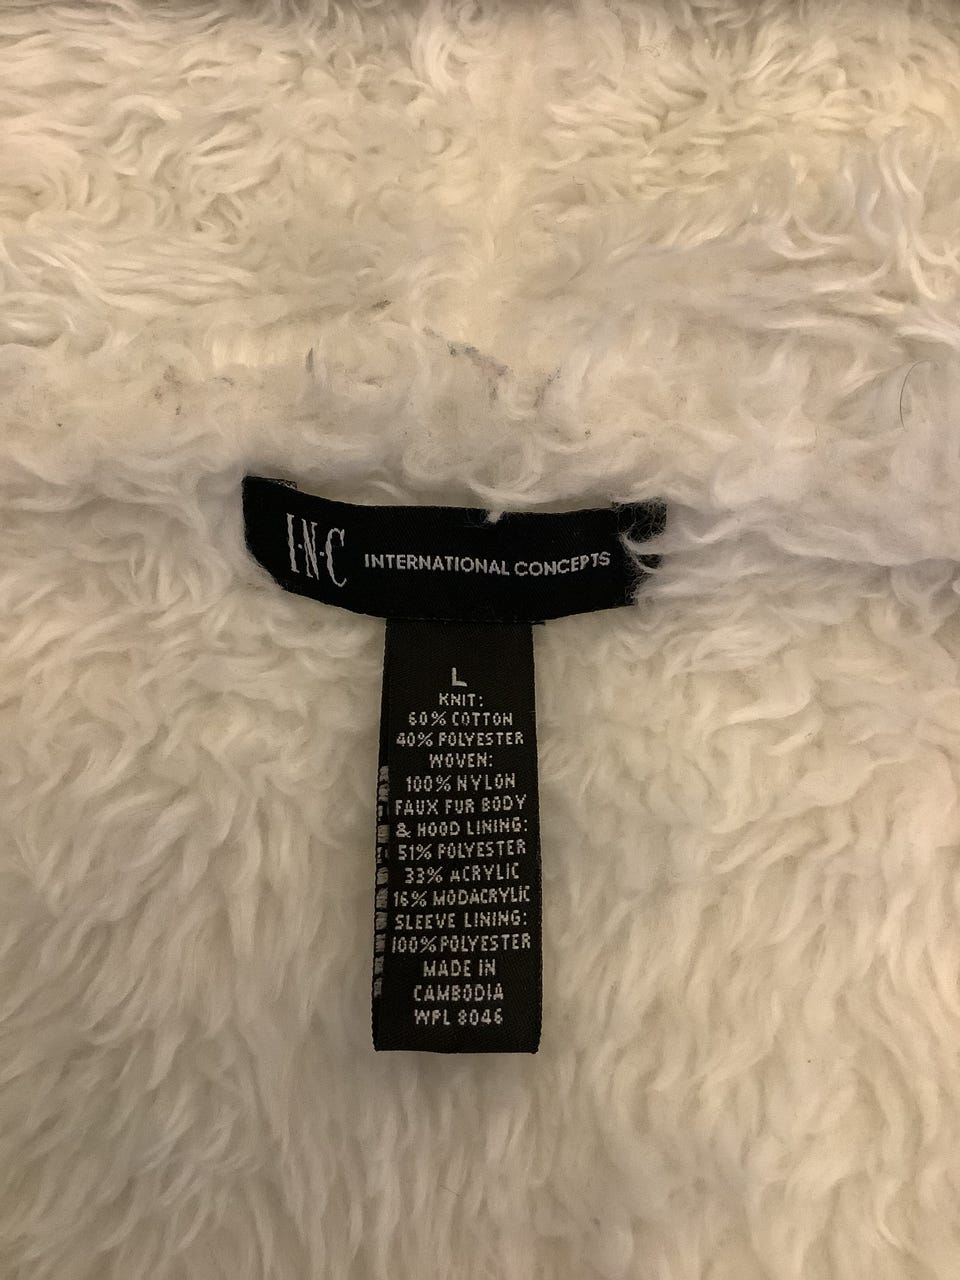 I·N·C INTERNATIONAL CONCEPTS
L
KNIT:
60% COTTON
40% POLYESTER
WOVEN:
100% NYLON
FAUX FUR BODY
& HOOD LINING:
51% POLYESTER
33% ACRYLIC
16% MODACRYLIC
SLEEVE LINING:
100% POLYESTER
MADE IN
CAMBODIA
WPL 8046